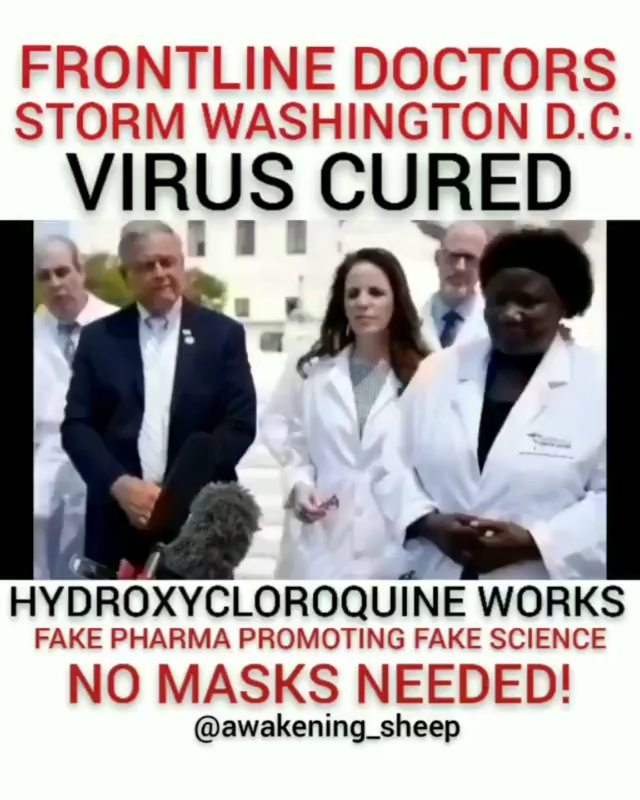 FRONTLINE DOCTORS
STORM WASHINGTON D.C.
VIRUS CURED
HYDROXYCLOROQUINE WORKS
FAKE PHARMA PROMOTING FAKE SCIENCE
NO MASKS NEEDED!
@awakening_sheep